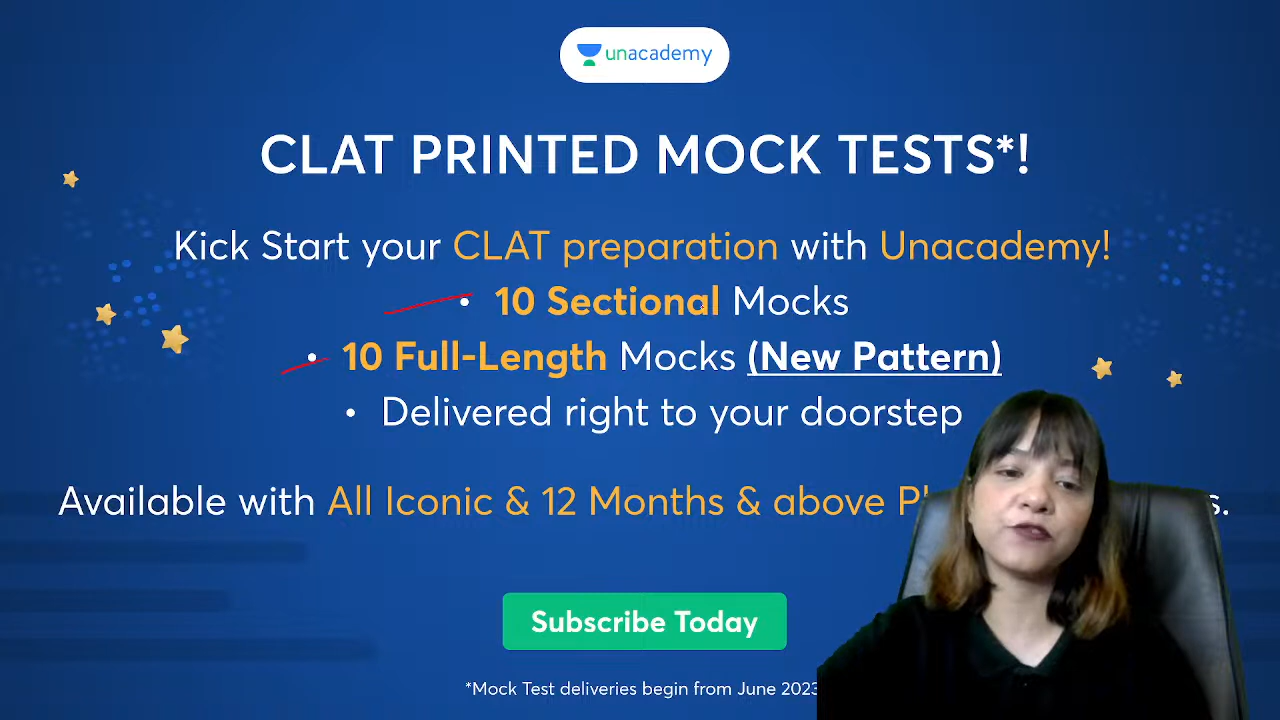 unacademy
CLAT PRINTED MOCK TESTS*!
Kick Start your CLAT preparation with Unacademy!
• 10 Sectional Mocks
• 10 Full-Length Mocks (New Pattern)
• Delivered right to your doorstep
Available with All Iconic & 12 Months & above
Subscribe Today
*Mock Test deliveries begin from June 2023